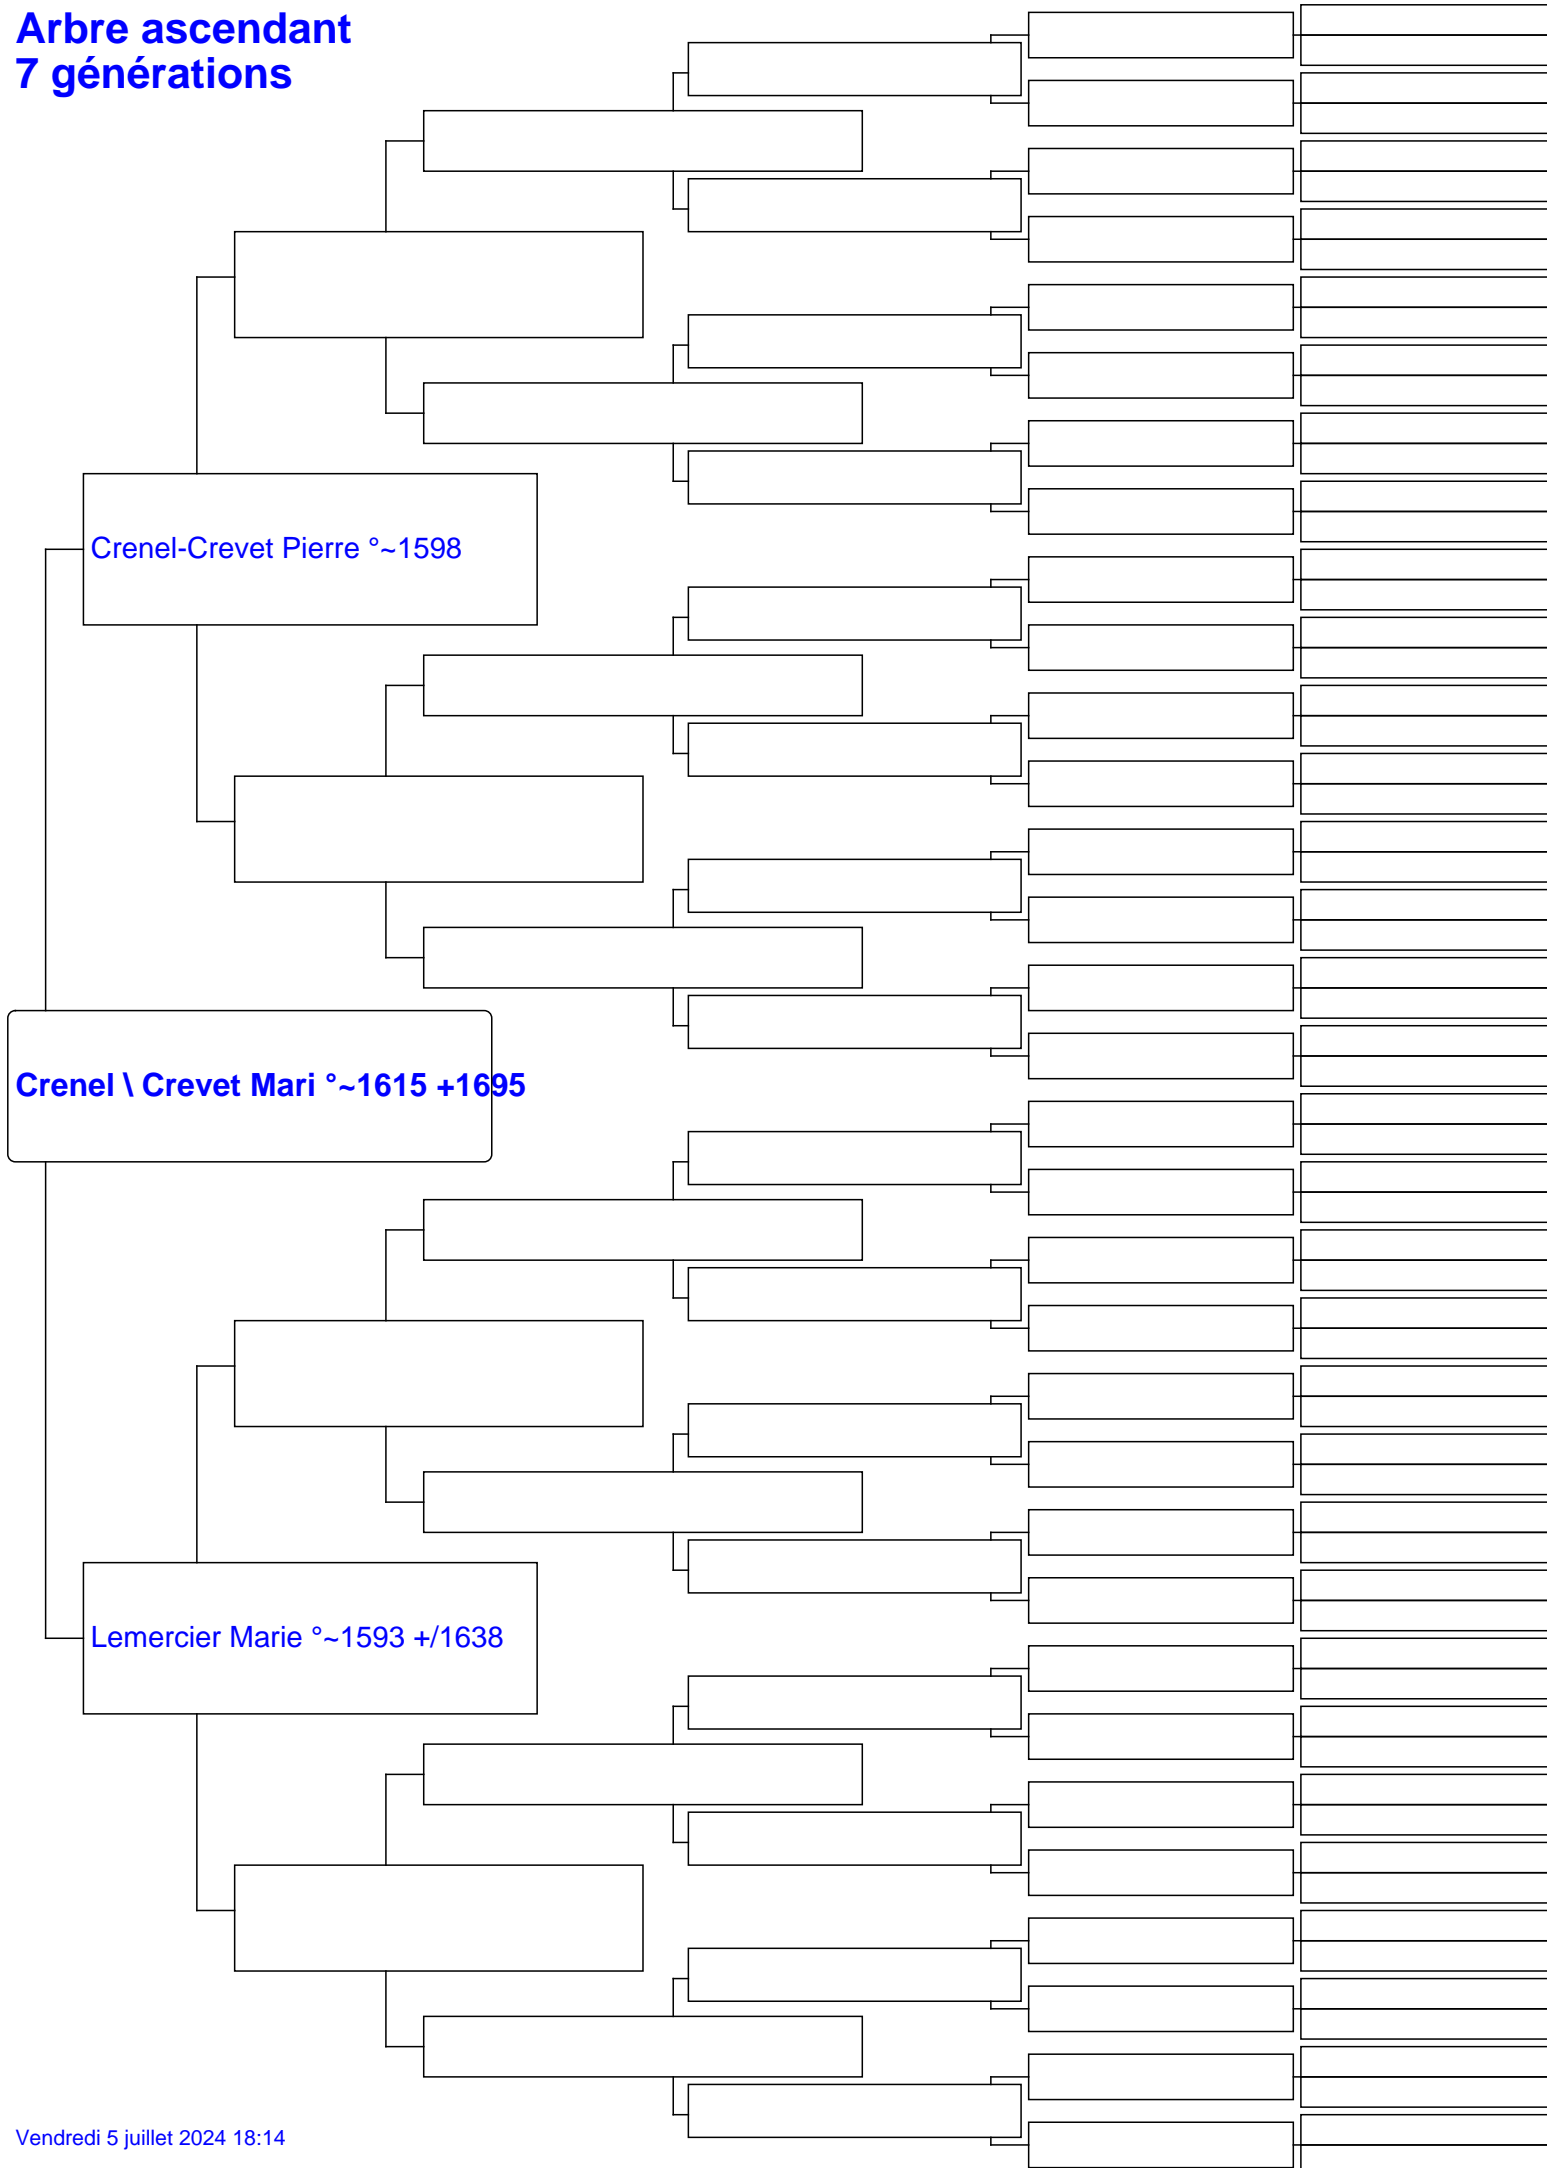 Arbre ascendant
7 générations
Crenel-Crevet Pierre °~1598
Crenel \ Crevet Mari °~1615 +1695
Lemercier Marie °~1593 +/1638
Vendredi 5 juillet 2024 18:14